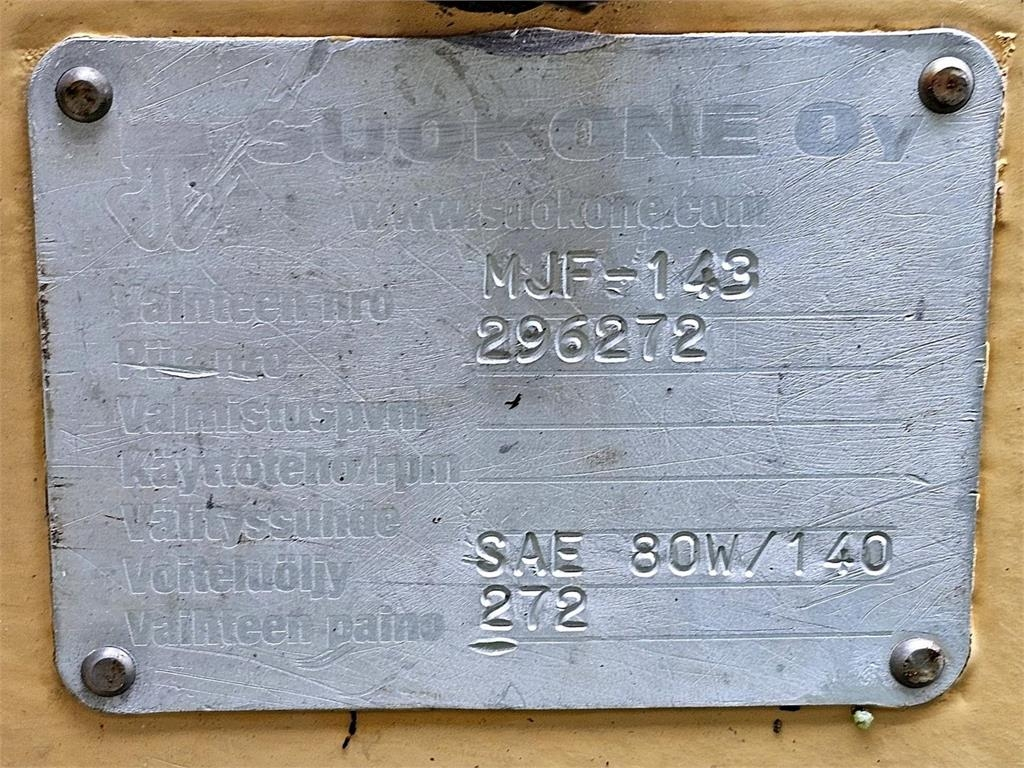 SUOKONE Oy
www.suokone.com
MJF-143
Vaihteen nro 296272
Piir. nro
Valmistuspvm
Käyttöteho/rpm
Välityssuhde
Voiteluöljy SAE 80W/140
Vaihteen paino 272